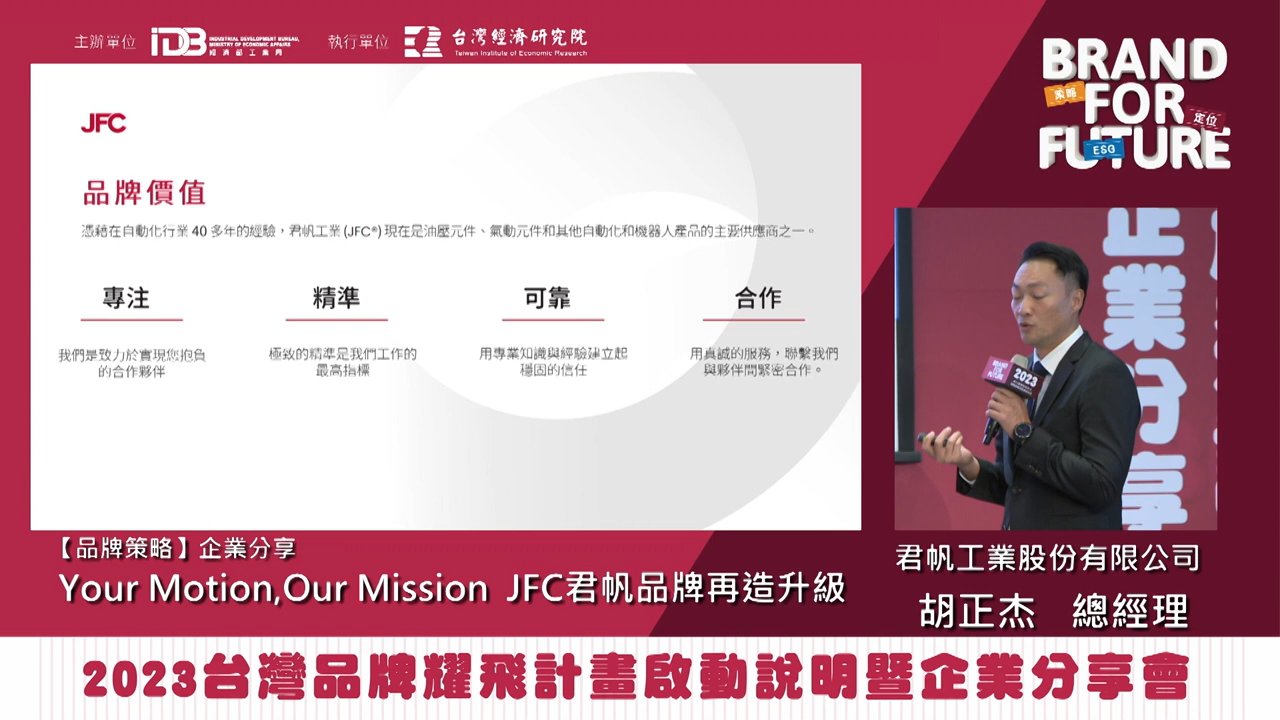 主辦單位
IDB
INDUSTRIAL DEVELOPMENT BUREAU,
MINISTRY OF ECONOMIC AFFAIRS
經濟部工業局
執行單位
台灣經濟研究院
Taiwan Institute of Economic Research
BRAND
策略
FOR
定位
FUTURE
ESG
JFC
品牌價值
憑藉在自動化行業 40 多年的經驗，君帆工業 (JFC®) 現在是油壓元件、氣動元件和其他自動化和機器人產品的主要供應商之一。
專注
精準
可靠
合作
我們是致力於實現您抱負
的合作夥伴
極致的精準是我們工作的
最高指標
用專業知識與經驗建立起
穩固的信任
用真誠的服務，聯繫我們
與夥伴間緊密合作。
企業分享
BRAND
FOR
FUTURE
2023
【品牌策略】企業分享
Your Motion,Our Mission JFC君帆品牌再造升級
君帆工業股份有限公司
胡正杰 總經理
2023台灣品牌耀飛計畫啟動說明暨企業分享會